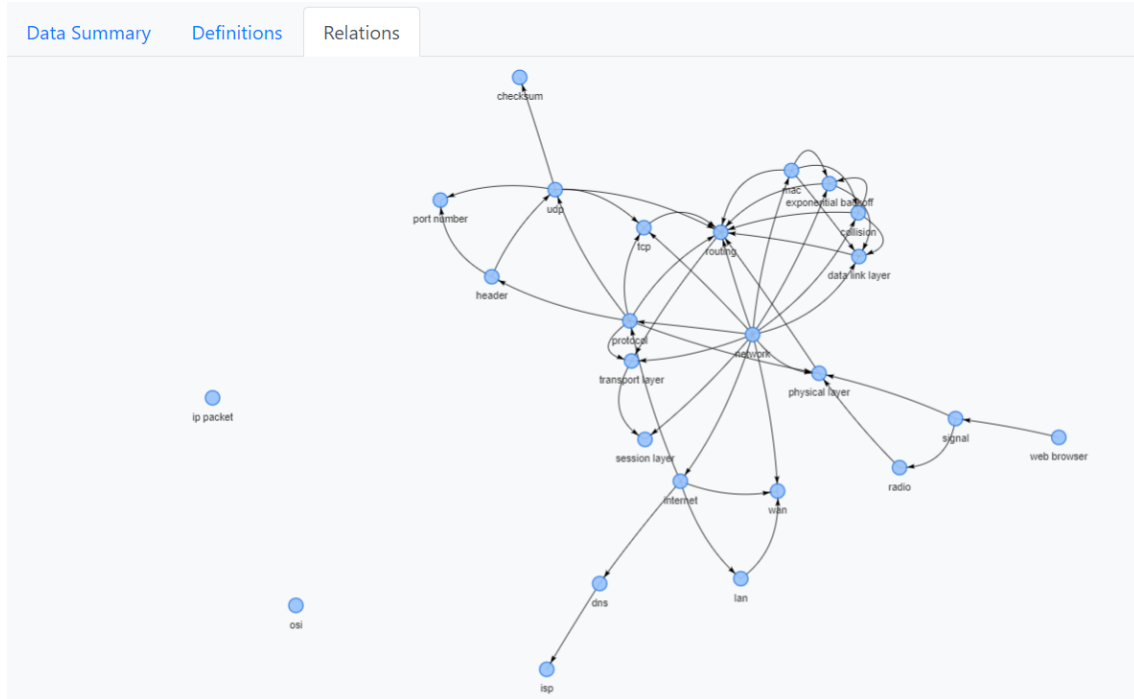 Data Summary
Definitions
Relations
checksum
port number
udp
mac
exponential backoff
collision
tcp
routing
data link layer
header
protocol
network
transport layer
physical layer
ip packet
signal
session layer
web browser
radio
internet
wan
dns
lan
osi
isp